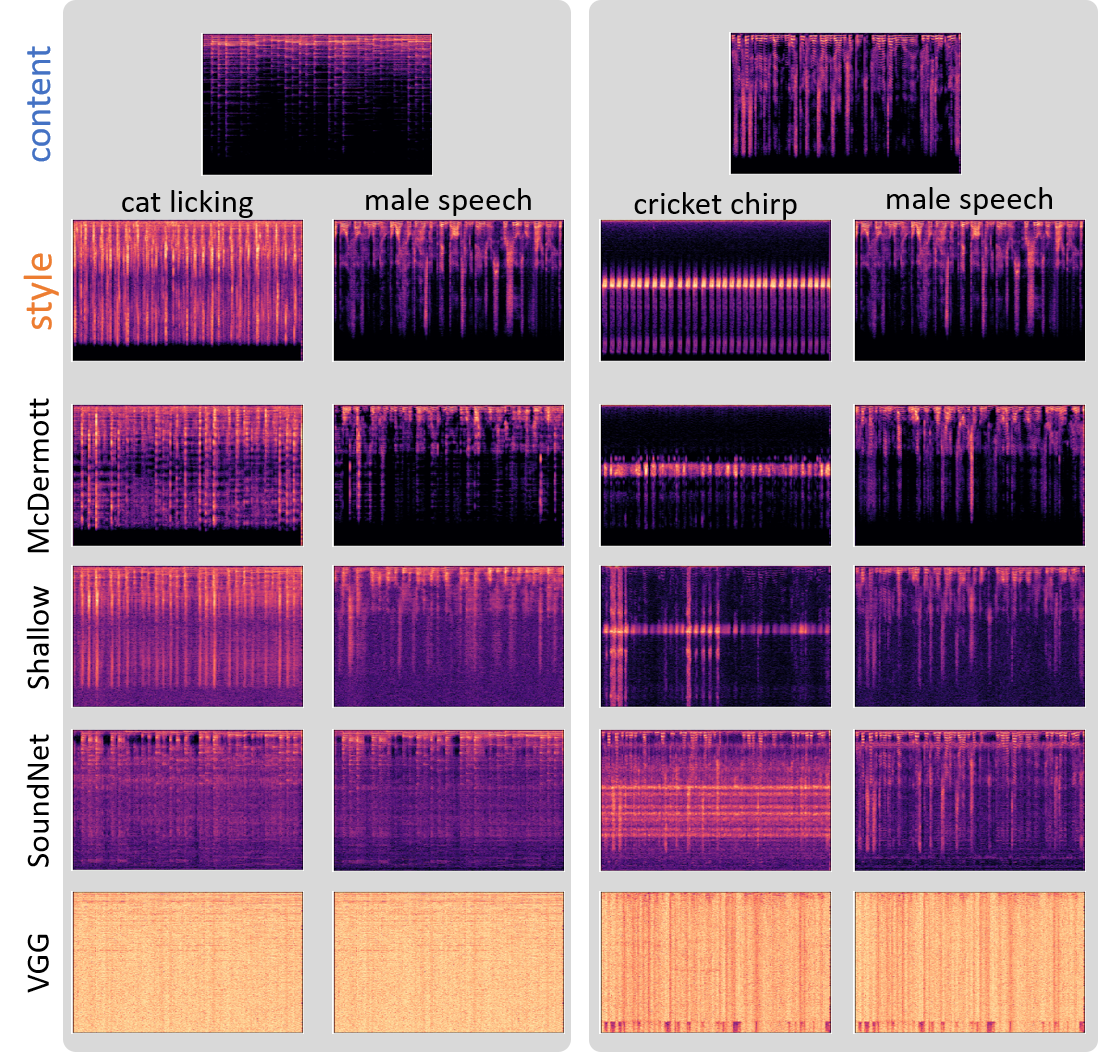 content
cat licking
male speech
cricket chirp
male speech
style
McDermott
Shallow
SoundNet
VGG